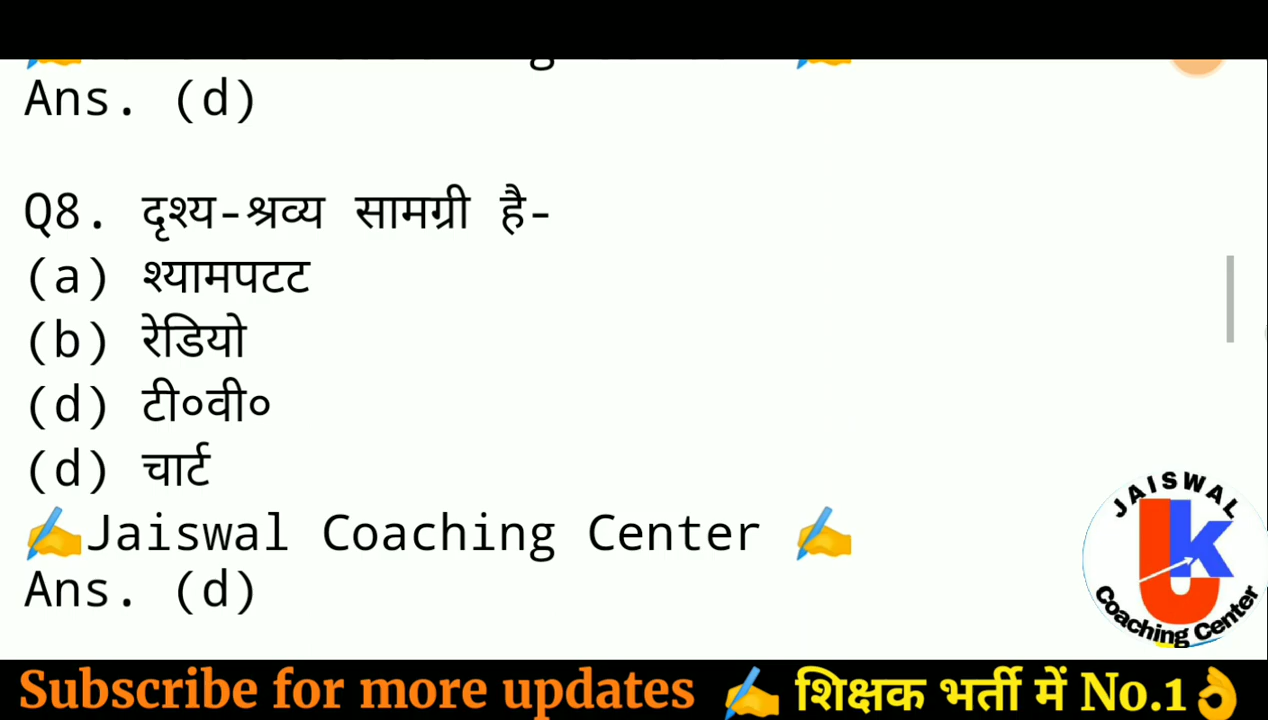 Ans. (d)
Q8. दृश्य-श्रव्य सामग्री है-
(a) श्यामपटट
(b) रेडियो
(d) टी०वी०
(d) चार्ट
✍Jaiswal Coaching Center ✍
Ans. (d)
JAISWAL
JK
Coaching Center
Subscribe for more updates ✍ शिक्षक भर्ती में No.1👌